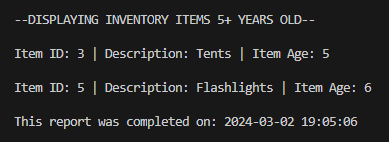 --DISPLAYING INVENTORY ITEMS 5+ YEARS OLD--
Item ID: 3 | Description: Tents | Item Age: 5
Item ID: 5 | Description: Flashlights | Item Age: 6
This report was completed on: 2024-03-02 19:05:06